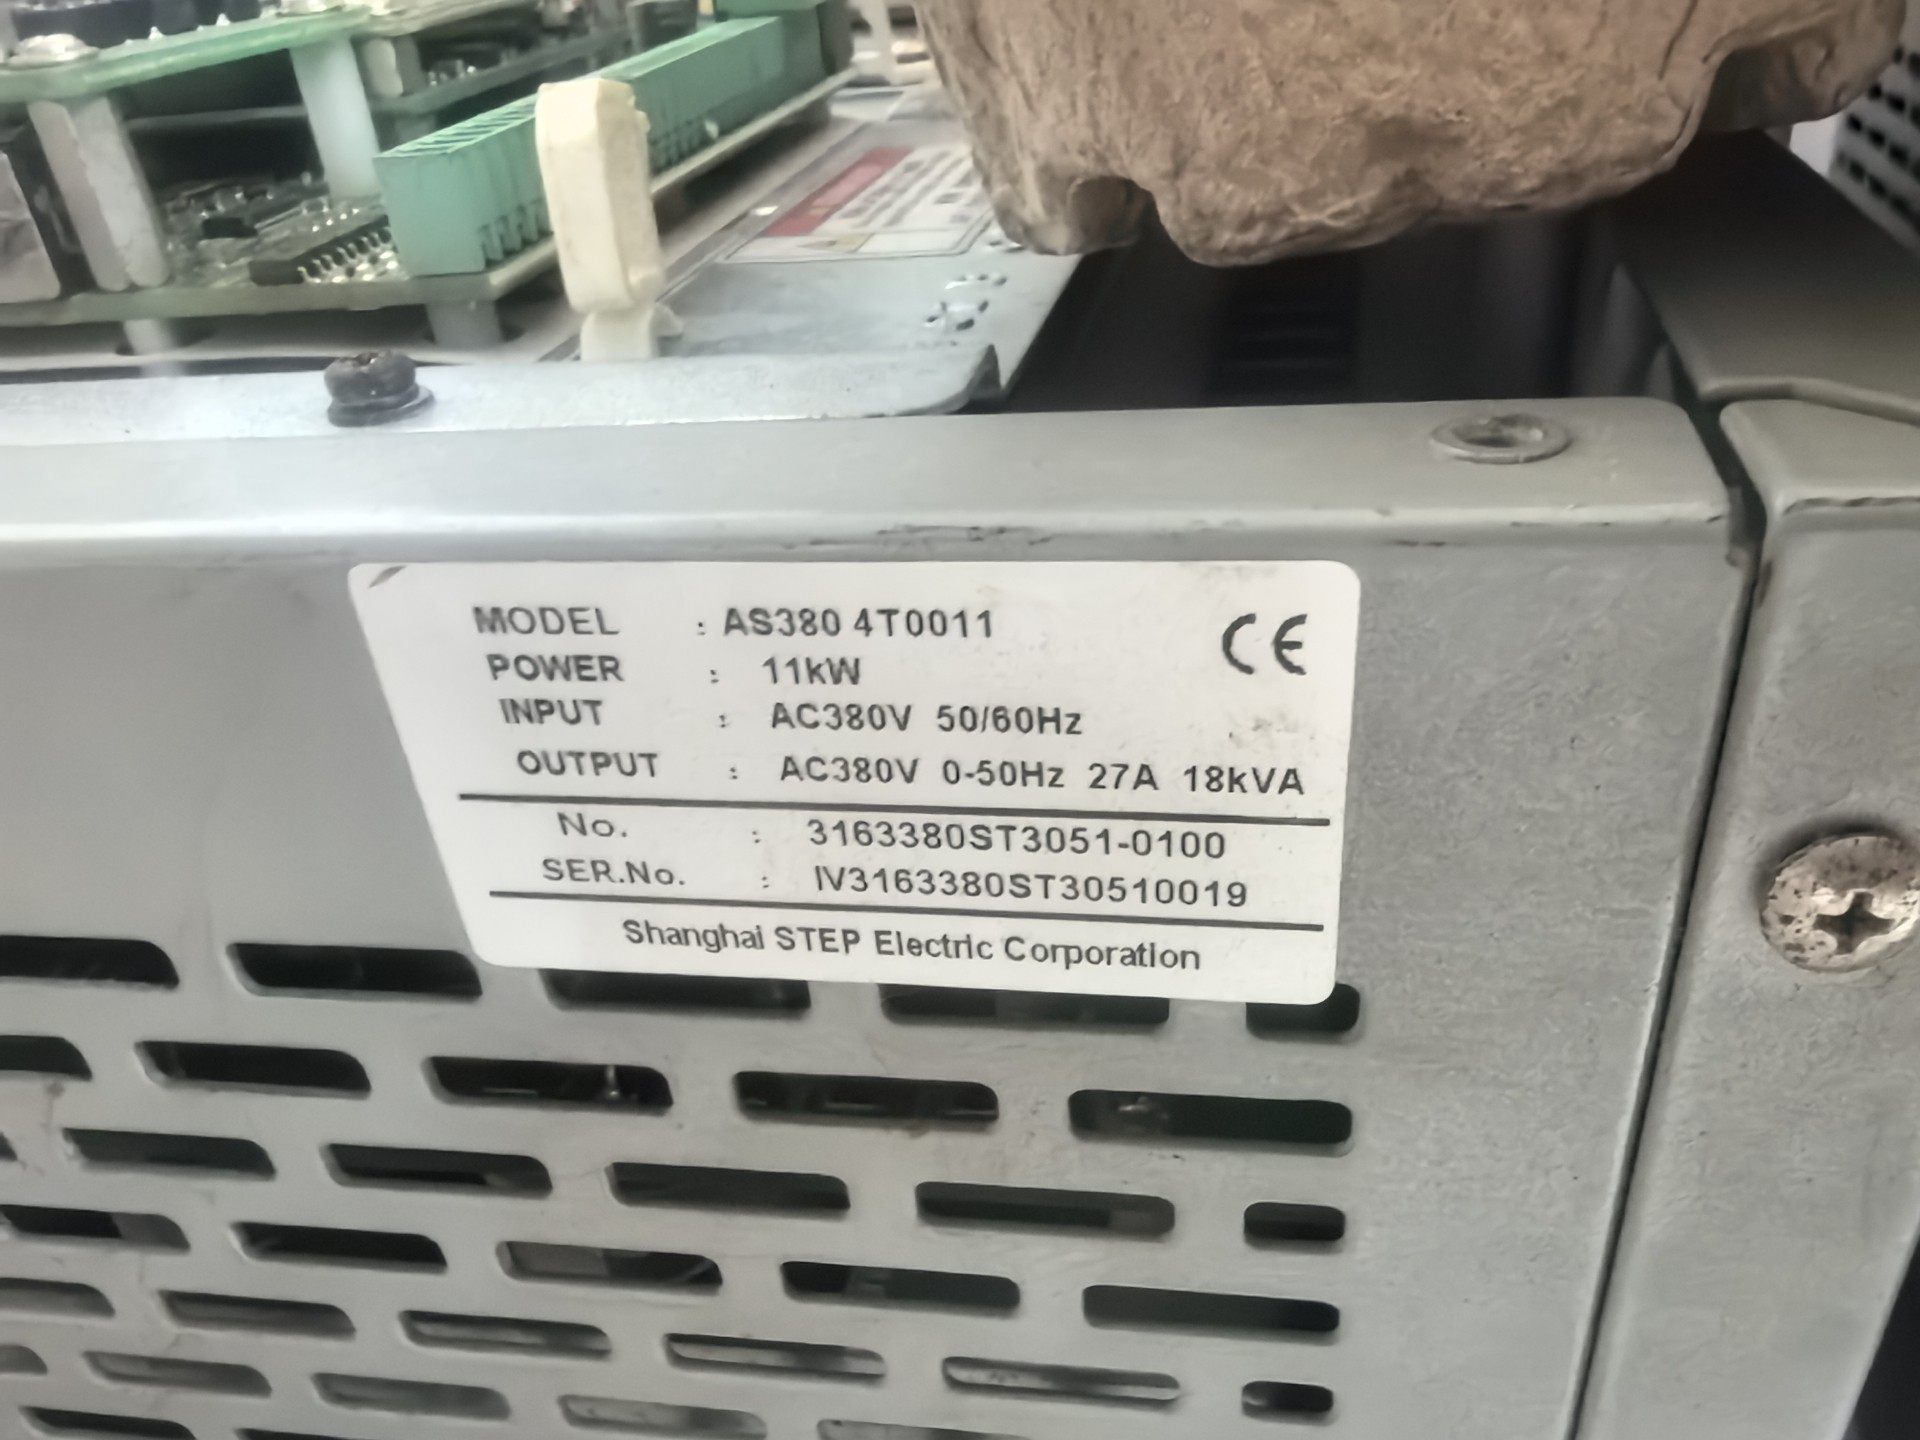 MODEL : AS380 4T0011
POWER : 11kW
INPUT : AC380V 50/60Hz
OUTPUT : AC380V 0-50Hz 27A 18kVA
No. : 3163380ST3051-0100
SER.No. : IV3163380ST30510019
Shanghai STEP Electric Corporation
CE